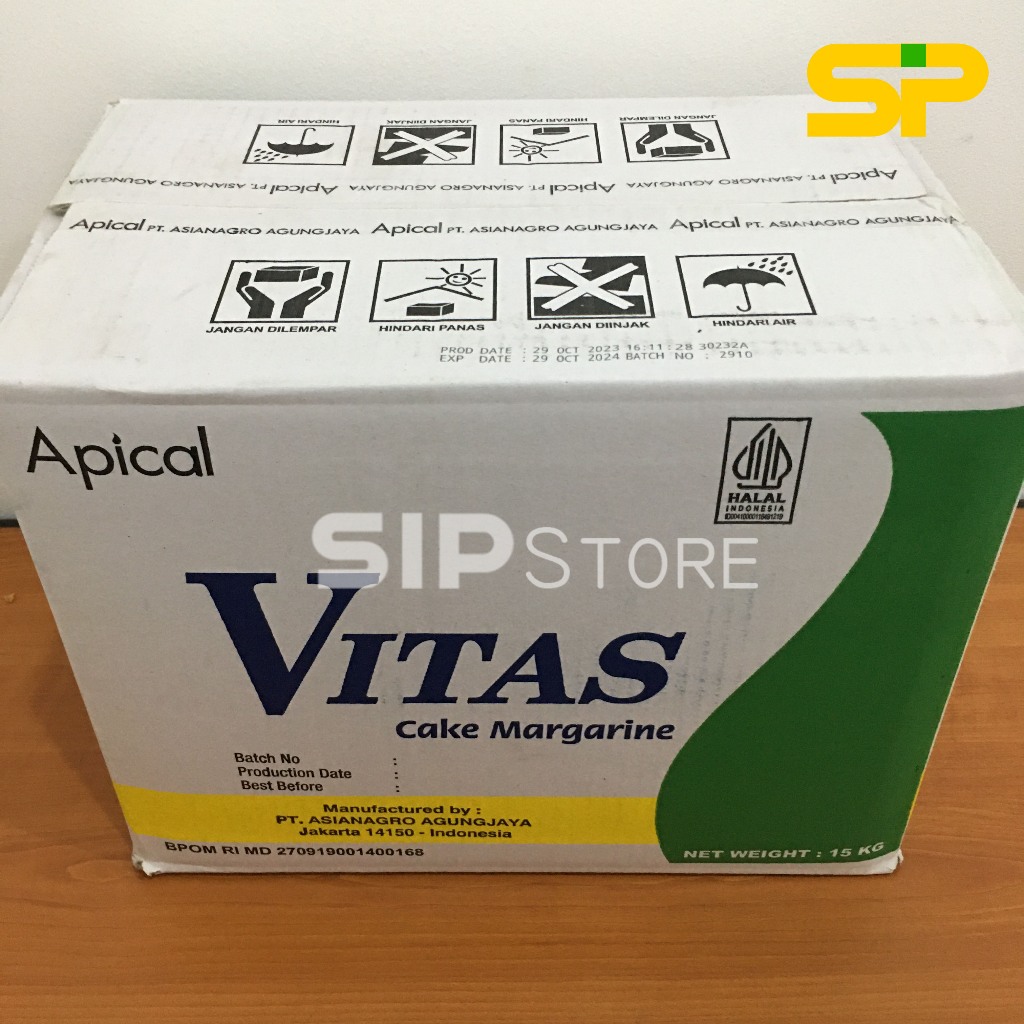 SiP
HINDARI AIR
JANGAN DIINJAK
HINDARI PANAS
JANGAN DILEMPAR
Apical PT. ASIANAGRO AGUNGJAYA Apical PT. ASIANAGRO AGUNGJAYA Apical
Apical PT. ASIANAGRO AGUNGJAYA Apical PT. ASIANAGRO AGUNGJAYA Apical PT. ASIANAGRO AGUNGJAYA
JANGAN DILEMPAR
HINDARI PANAS
JANGAN DIINJAK
HINDARI AIR
PROD DATE : 29 OCT 2023 16:11:28 30232A
EXP DATE : 29 OCT 2024 BATCH NO : 2910
Apical
HALAL
INDONESIA
SIP STORE
VITAS
Cake Margarine
Batch No :
Production Date :
Best Before :
Manufactured by :
PT. ASIANAGRO AGUNGJAYA
Jakarta 14150 - Indonesia
BPOM RI MD 270919001400168
NET WEIGHT : 15 KG